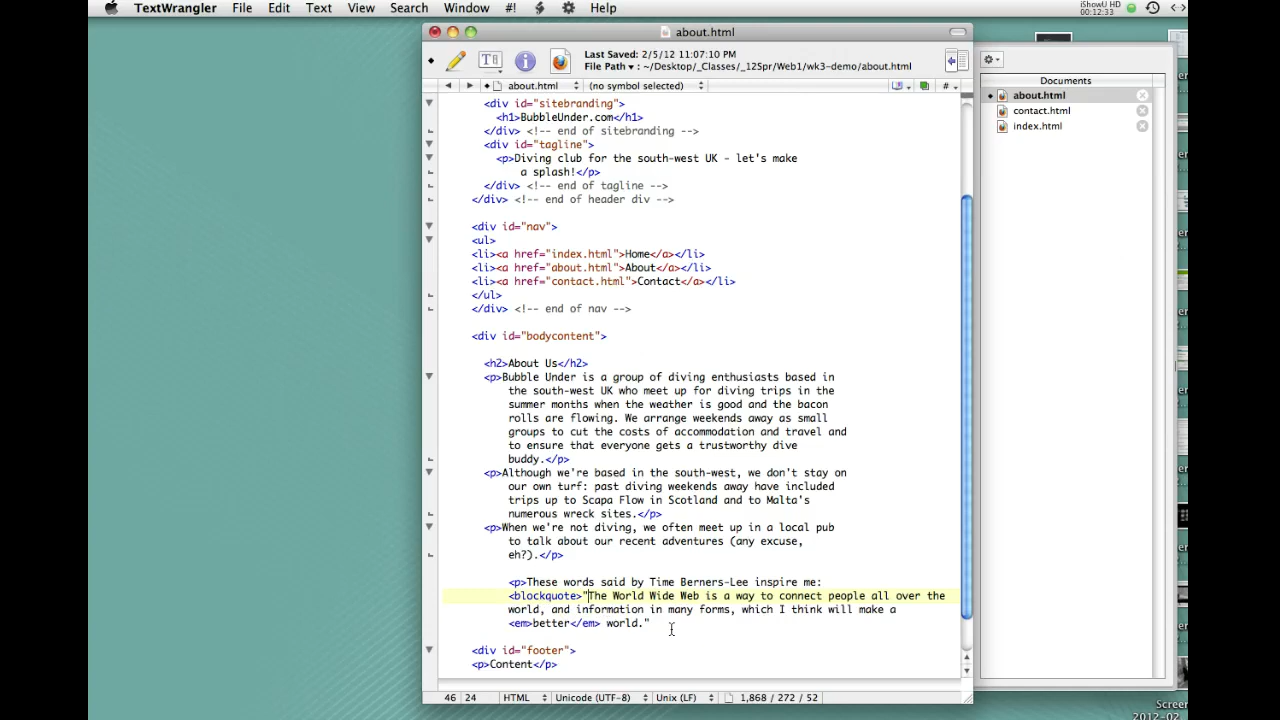 TextWrangler File Edit Text View Search Window #! Help iShowU HD 00:12:33
about.html
Last Saved: 2/5/12 11:07:10 PM
File Path ▾ : ~/Desktop/_Classes/_12Spr/Web1/wk3-demo/about.html
about.html (no symbol selected) #
Documents
about.html
contact.html
index.html
<div id="sitebranding">
<h1>BubbleUnder.com</h1>
</div> <!-- end of sitebranding -->
<div id="tagline">
<p>Diving club for the south-west UK - let's make
a splash!</p>
</div> <!-- end of tagline -->
</div> <!-- end of header div -->
<div id="nav">
<ul>
<li><a href="index.html">Home</a></li>
<li><a href="about.html">About</a></li>
<li><a href="contact.html">Contact</a></li>
</ul>
</div> <!-- end of nav -->
<div id="bodycontent">
<h2>About Us</h2>
<p>Bubble Under is a group of diving enthusiasts based in
the south-west UK who meet up for diving trips in the
summer months when the weather is good and the bacon
rolls are flowing. We arrange weekends away as small
groups to cut the costs of accommodation and travel and
to ensure that everyone gets a trustworthy dive
buddy.</p>
<p>Although we're based in the south-west, we don't stay on
our own turf: past diving weekends away have included
trips up to Scapa Flow in Scotland and to Malta's
numerous wreck sites.</p>
<p>When we're not diving, we often meet up in a local pub
to talk about our recent adventures (any excuse,
eh?).</p>
<p>These words said by Time Berners-Lee inspire me:
<blockquote>"The World Wide Web is a way to connect people all over the
world, and information in many forms, which I think will make a
<em>better</em> world."
<div id="footer">
<p>Content</p>
46 24 HTML Unicode (UTF-8) Unix (LF) 1,868 / 272 / 52
Screer
2012-02